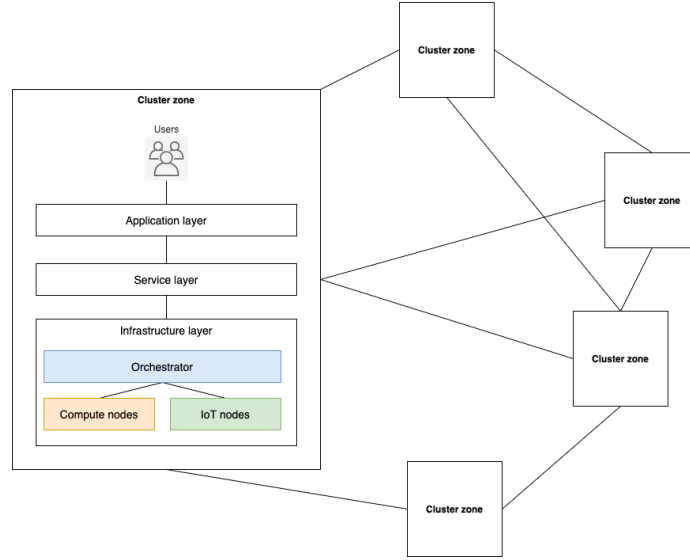 Cluster zone
Users
Application layer
Service layer
Infrastructure layer
Orchestrator
Compute nodes
IoT nodes
Cluster zone
Cluster zone
Cluster zone
Cluster zone